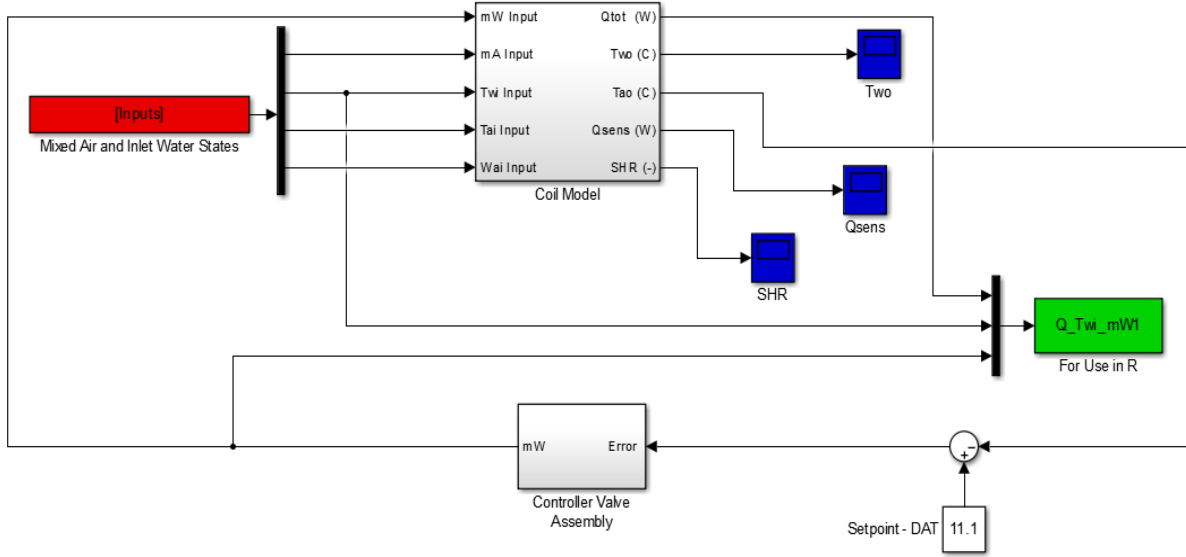 mW Input
mA Input
Twi Input
Tai Input
Wai Input
Qtot (W)
Two (C)
Tao (C)
Qsens (W)
SHR (-)
Coil Model
[Inputs]
Mixed Air and Inlet Water States
Two
Qsens
SHR
Q_Twi_mW1
For Use in R
mW
Error
Controller Valve
Assembly
−
+
Setpoint - DAT
11.1